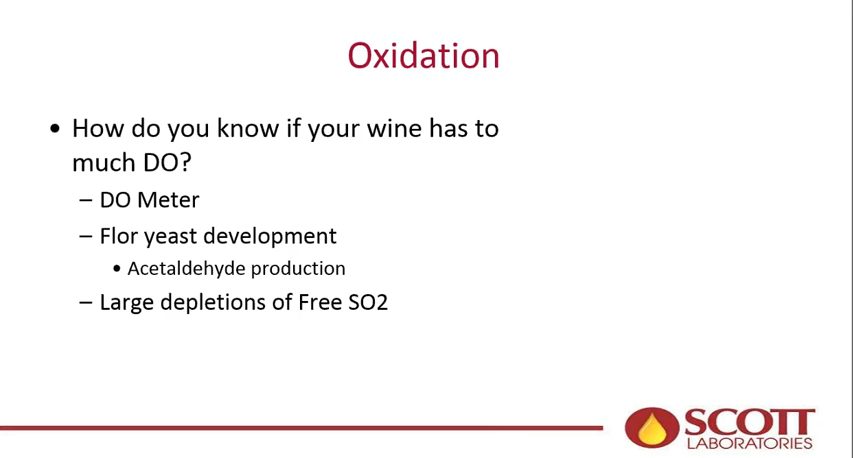 Oxidation
• How do you know if your wine has to
much DO?
– DO Meter
– Flor yeast development
• Acetaldehyde production
– Large depletions of Free SO2
SCOTT
LABORATORIES